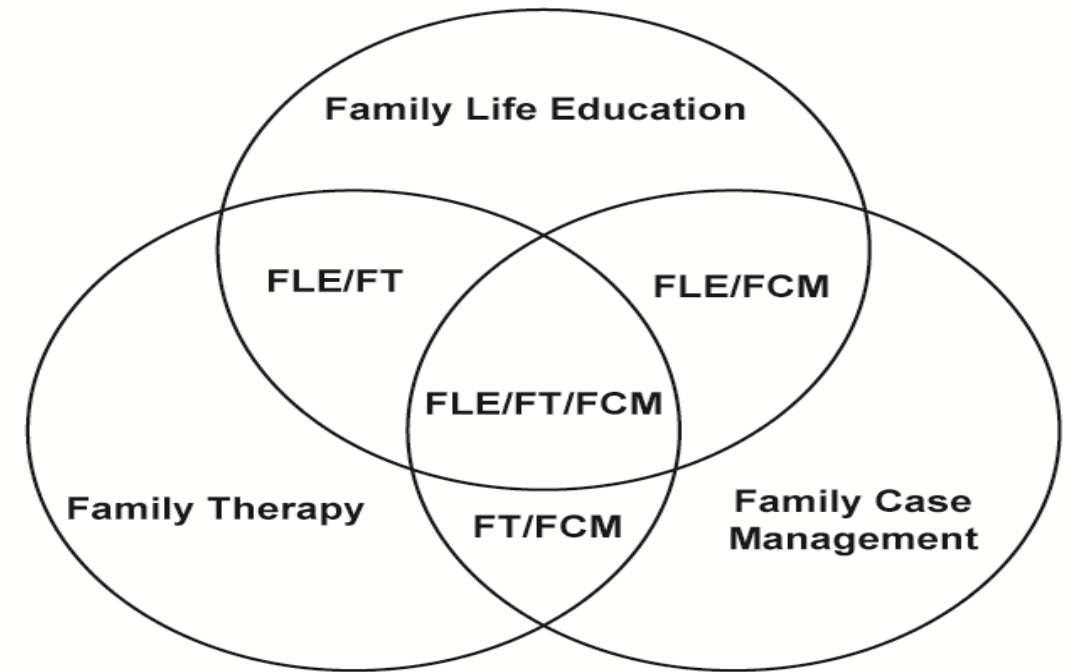 Family Life Education
FLE/FT
FLE/FCM
FLE/FT/FCM
Family Therapy
FT/FCM
Family Case
Management